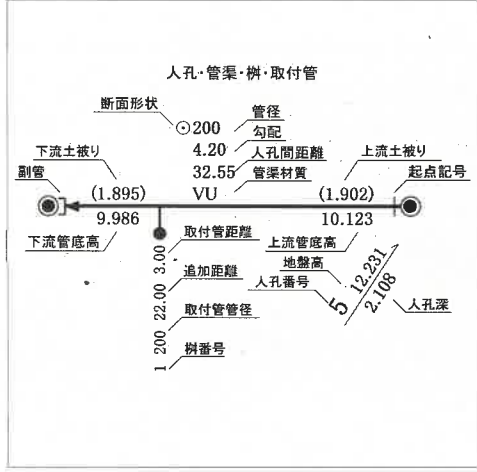 人孔・管渠・桝・取付管
断面形状
200
管径
4.20
勾配
下流土被り
32.55
人孔間距離
上流土被り
副管
VU
管渠材質
起点記号
(1.895)
(1.902)
9.986
10.123
下流管底高
取付管距離
上流管底高
3.00
地盤高
12.231
追加距離
人孔番号
5
2.108
人孔深
22.00
取付管管径
200
桝番号
1